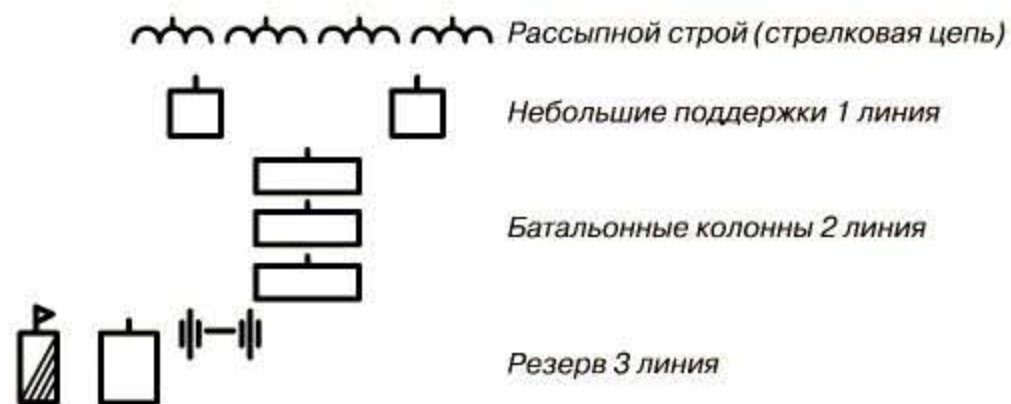 Рассыпной строй (стрелковая цепь)
Небольшие поддержки 1 линия
Батальонные колонны 2 линия
Резерв 3 линия